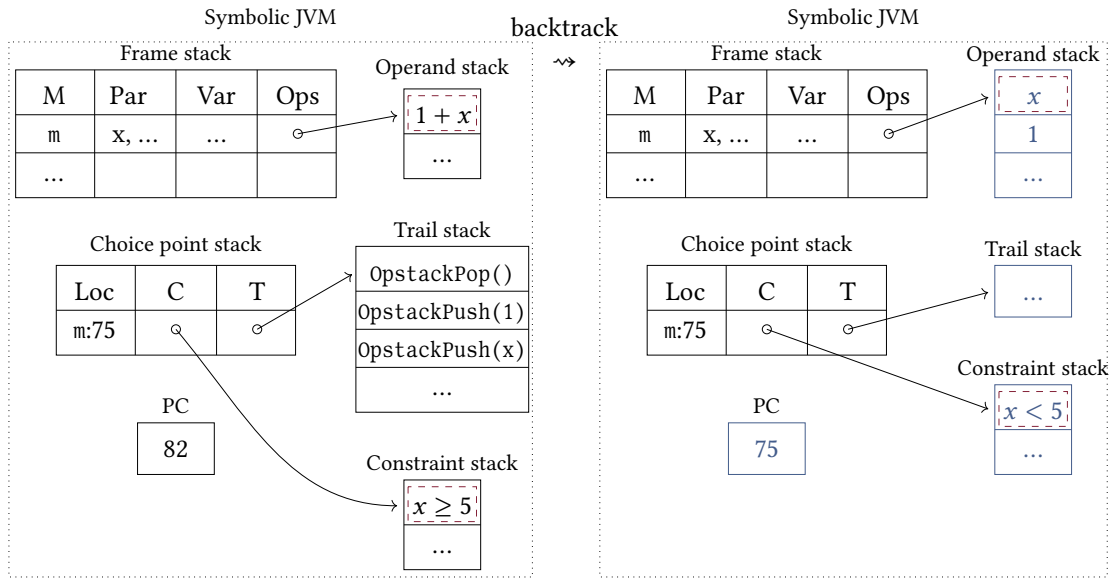 Symbolic JVM
backtrack
⇝
Symbolic JVM
Frame stack
M Par Var Ops
m x, ... ...
...
Operand stack
1 + x
...
Choice point stack
Loc C T
m:75
Trail stack
OpstackPop()
OpstackPush(1)
OpstackPush(x)
...
PC
82
Constraint stack
x ≥ 5
...
Frame stack
M Par Var Ops
m x, ... ...
...
Operand stack
x
1
...
Choice point stack
Loc C T
m:75
Trail stack
...
PC
75
Constraint stack
x < 5
...